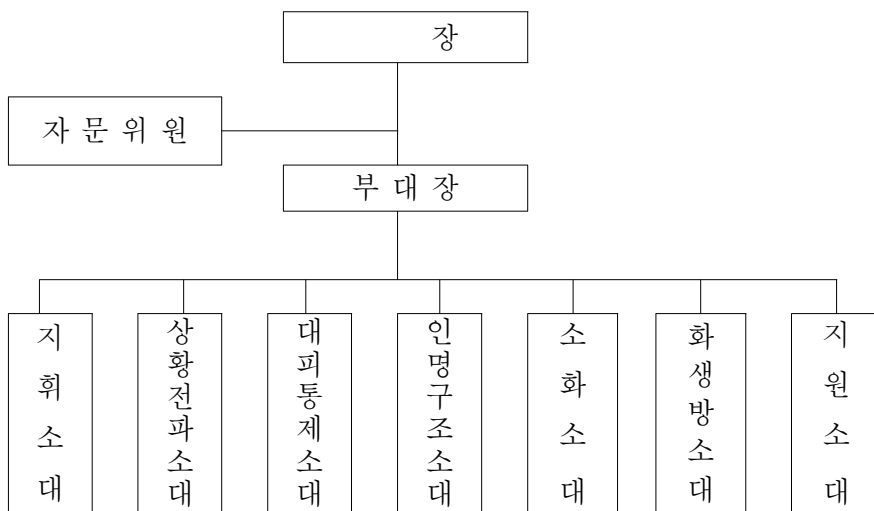 장
자 문 위 원
부 대 장
지휘소대
상황전파소대
대피통제소대
인명구조소대
소화소대
화생방소대
지원소대